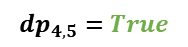 dp₄,₅ = True